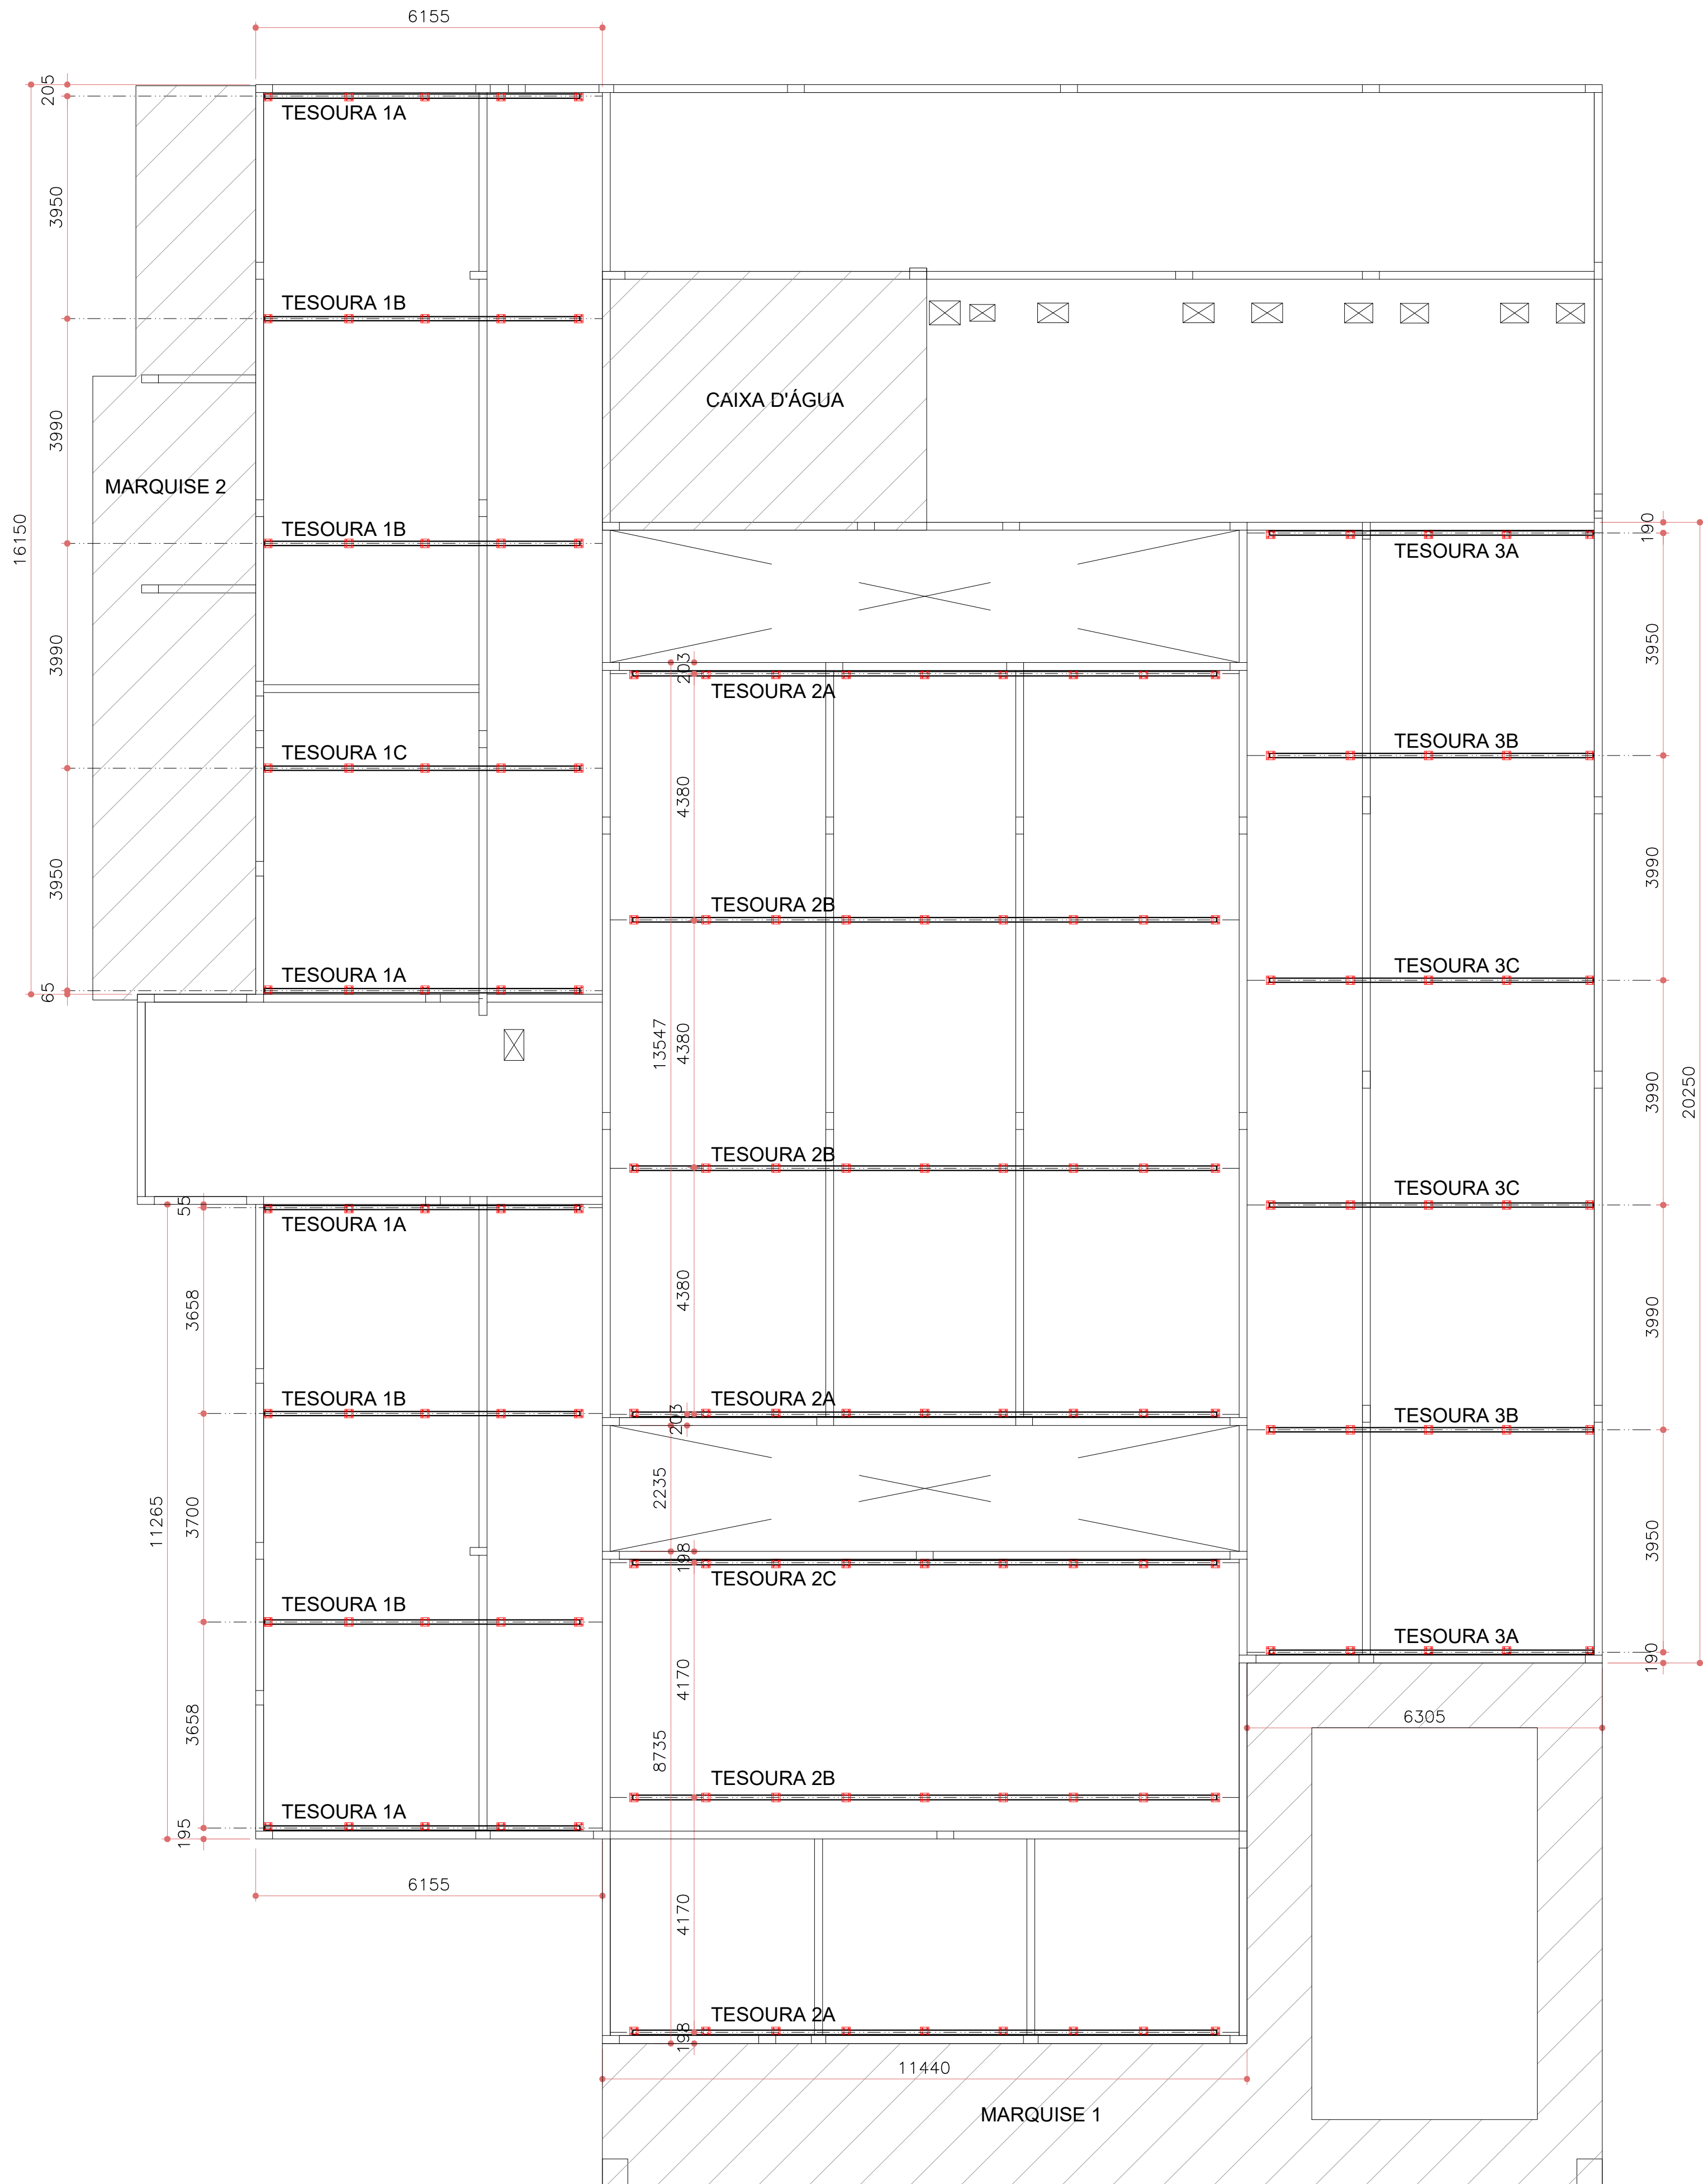 6155
205
TESOURA 1A
3950
TESOURA 1B
CAIXA D'ÁGUA
3990
MARQUISE 2
16150
TESOURA 1B
190
TESOURA 3A
3990
3950
203
TESOURA 2A
TESOURA 3B
TESOURA 1C
4380
3950
3990
TESOURA 2B
TESOURA 3C
TESOURA 1A
65
13547
4380
3990
20250
TESOURA 2B
TESOURA 3C
55
TESOURA 1A
3658
4380
3990
TESOURA 1B
TESOURA 2A
TESOURA 3B
203
11265
3700
2235
3950
198
TESOURA 2C
TESOURA 1B
TESOURA 3A
190
4170
3658
8735
6305
TESOURA 2B
TESOURA 1A
195
6155
4170
TESOURA 2A
198
11440
MARQUISE 1